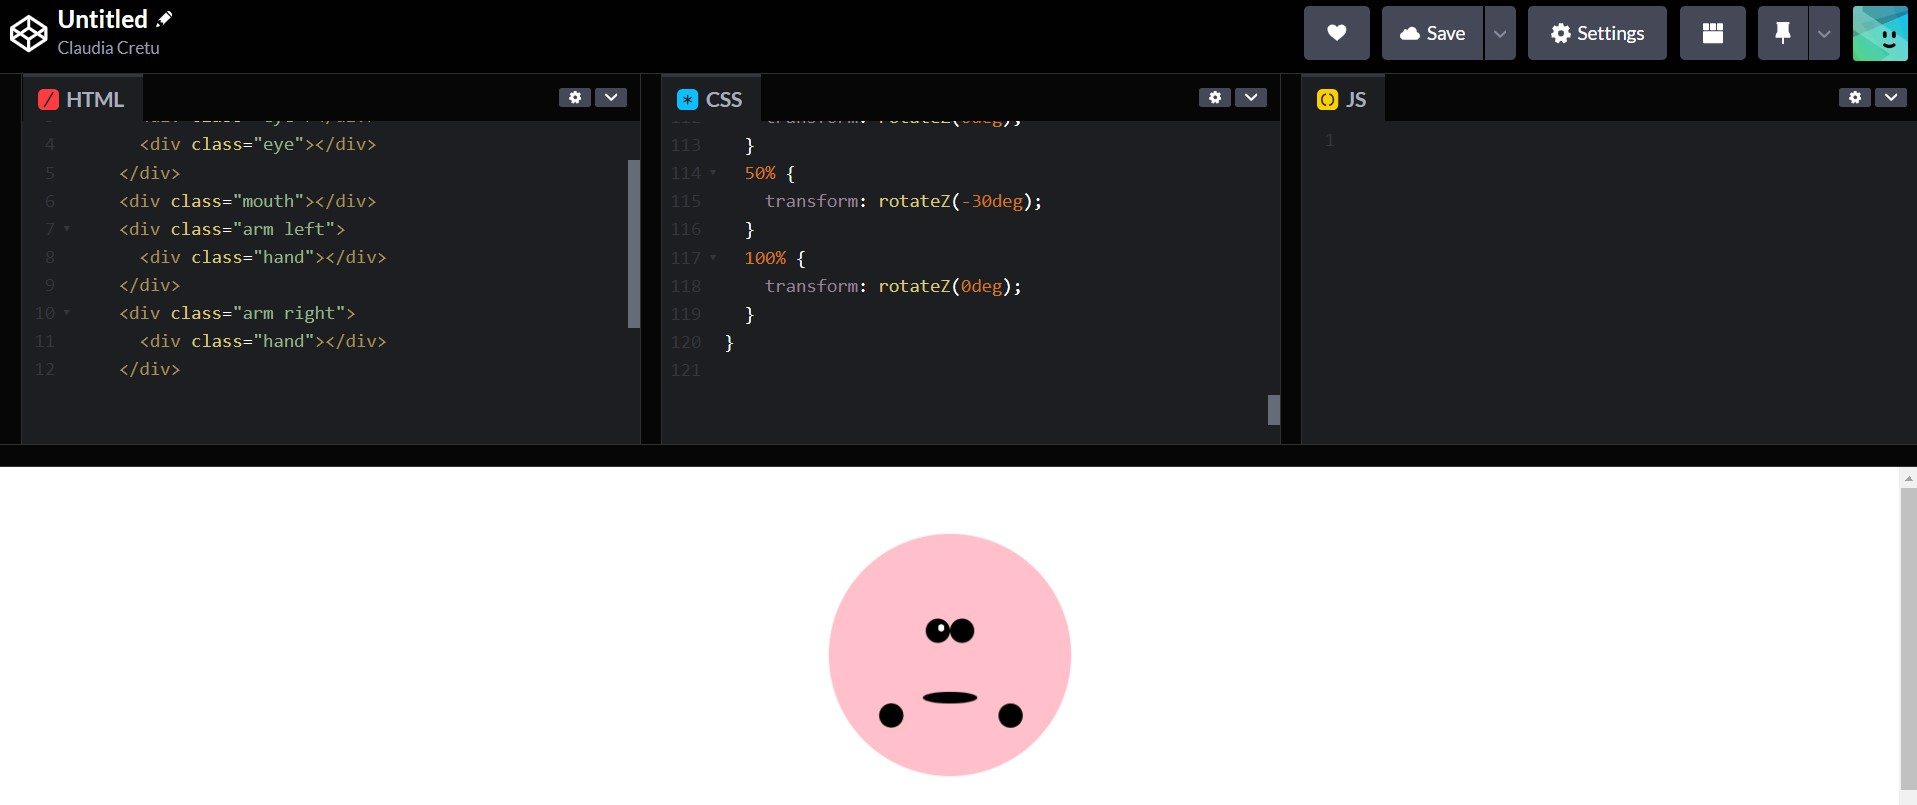 Untitled
Claudia Cretu
Save
Settings
HTML
4 <div class="eye"></div>
5 </div>
6 <div class="mouth"></div>
7 <div class="arm left">
8 <div class="hand"></div>
9 </div>
10 <div class="arm right">
11 <div class="hand"></div>
12 </div>
CSS
113 }
114 50% {
115 transform: rotateZ(-30deg);
116 }
117 100% {
118 transform: rotateZ(0deg);
119 }
120 }
121
JS
1